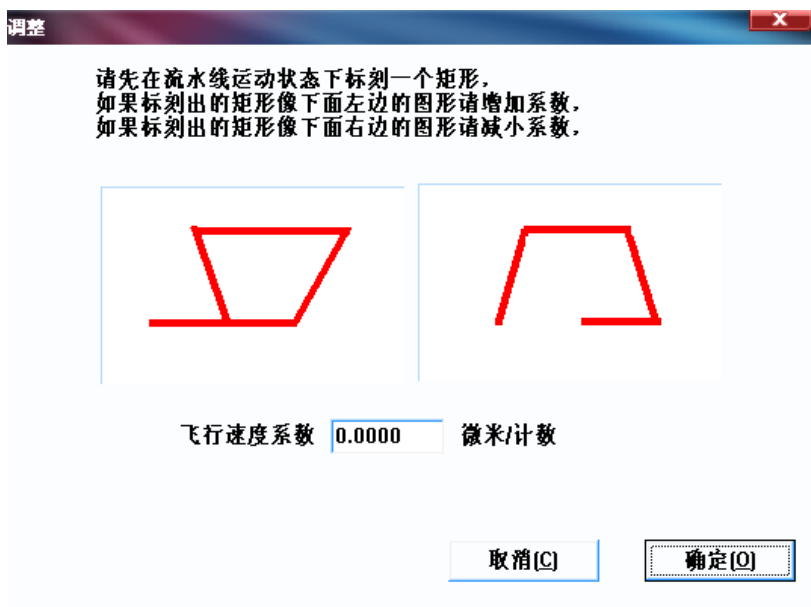 调整
X
请先在流水线运动状态下标刻一个矩形,
如果标刻出的矩形像下面左边的图形请增加系数,
如果标刻出的矩形像下面右边的图形请减小系数,
飞行速度系数 0.0000 微米/计数
取消(C) 确定(O)